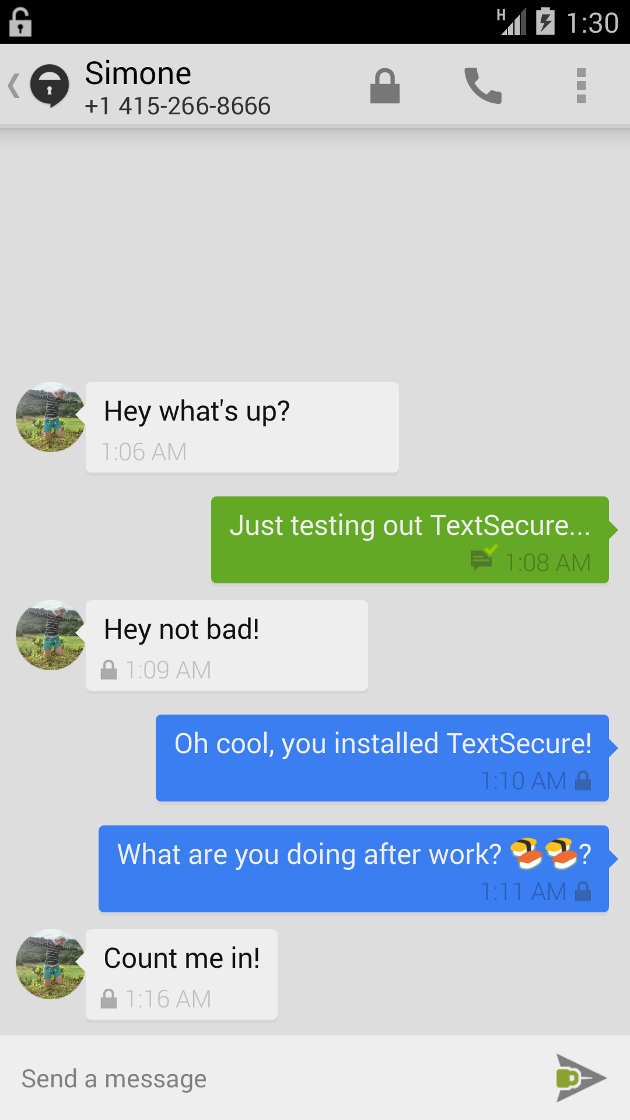 H 1:30
Simone
+1 415-266-8666
Hey what's up?
1:06 AM
Just testing out TextSecure...
1:08 AM
Hey not bad!
1:09 AM
Oh cool, you installed TextSecure!
1:10 AM
What are you doing after work? 🍣🍣?
1:11 AM
Count me in!
1:16 AM
Send a message